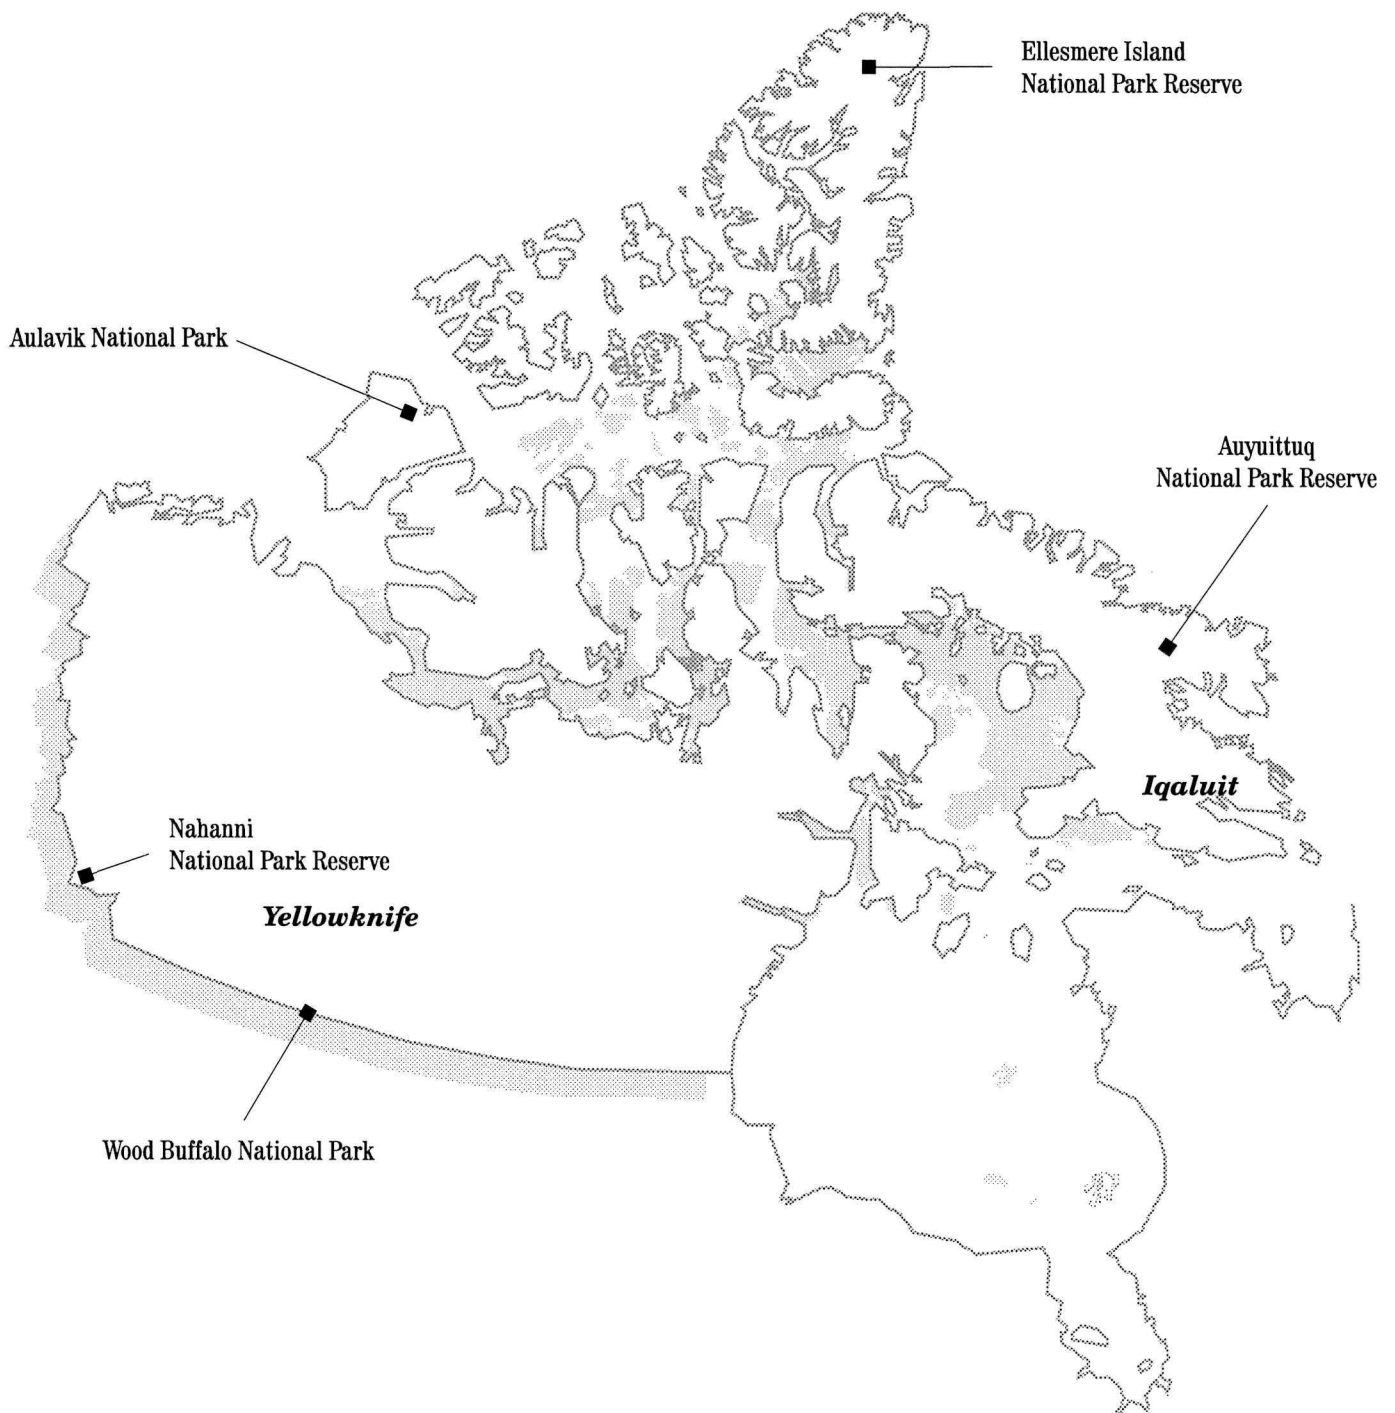 Ellesmere Island
National Park Reserve
Aulavik National Park
Auyuittuq
National Park Reserve
Iqaluit
Nahanni
National Park Reserve
Yellowknife
Wood Buffalo National Park